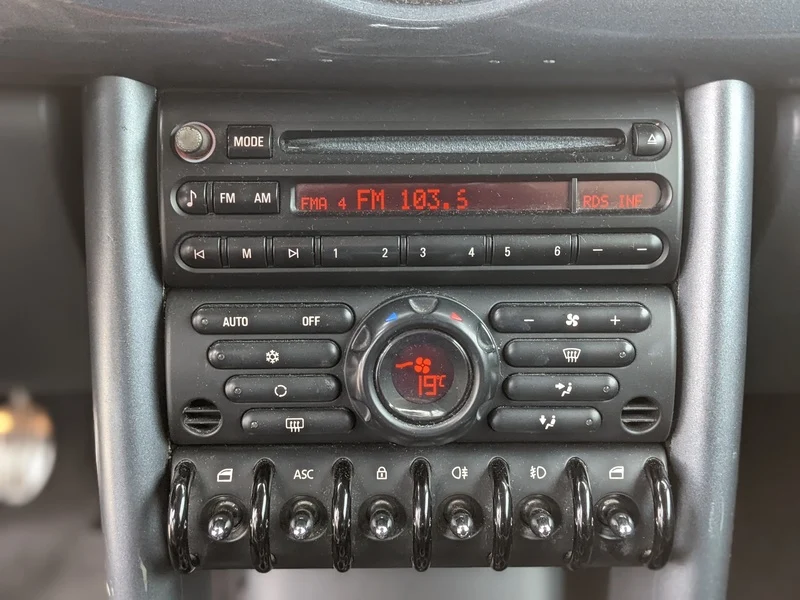 MODE
FM AM FMA 4 FM 103.5 RDS INF
M 1 2 3 4 5 6
AUTO OFF - +
19°C
ASC